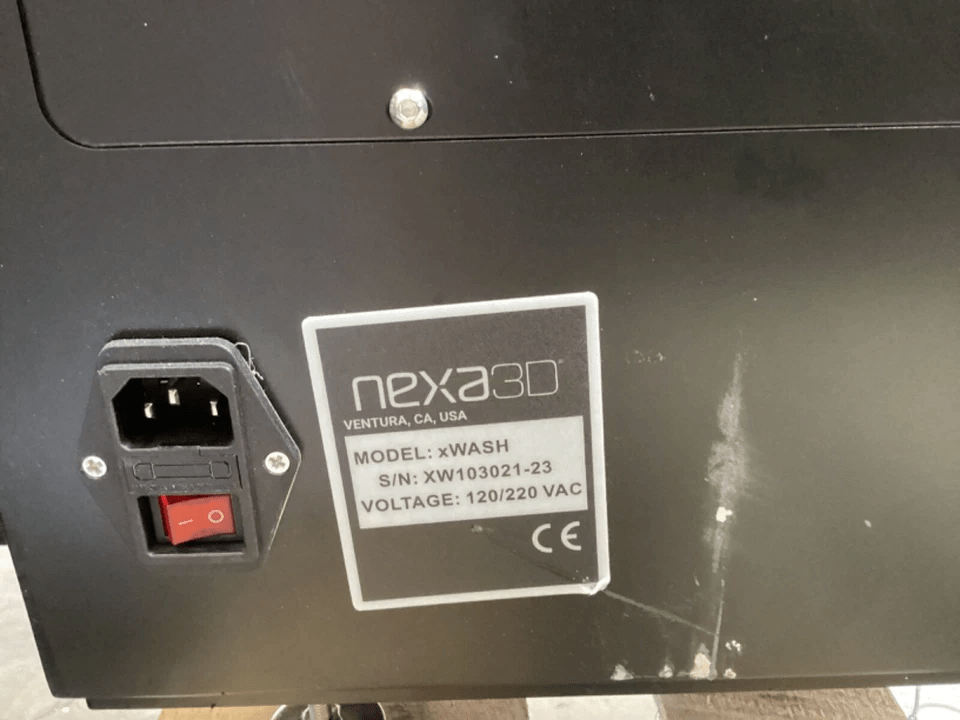 nexa3D
VENTURA, CA, USA
MODEL: xWASH
S/N: XW103021-23
VOLTAGE: 120/220 VAC
CE
— O